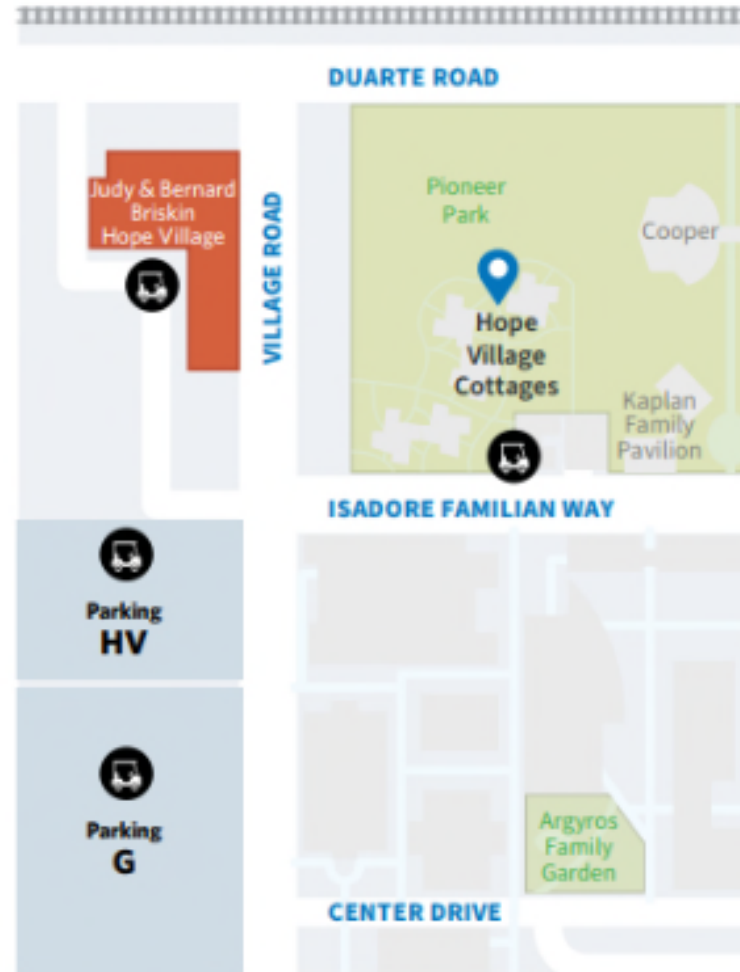 DUARTE ROAD
Judy & Bernard
Briskin
Hope Village
VILLAGE ROAD
Pioneer
Park
Cooper
Hope
Village
Cottages
Kaplan
Family
Pavilion
ISADORE FAMILIAN WAY
Parking
HV
Parking
G
Argyros
Family
Garden
CENTER DRIVE